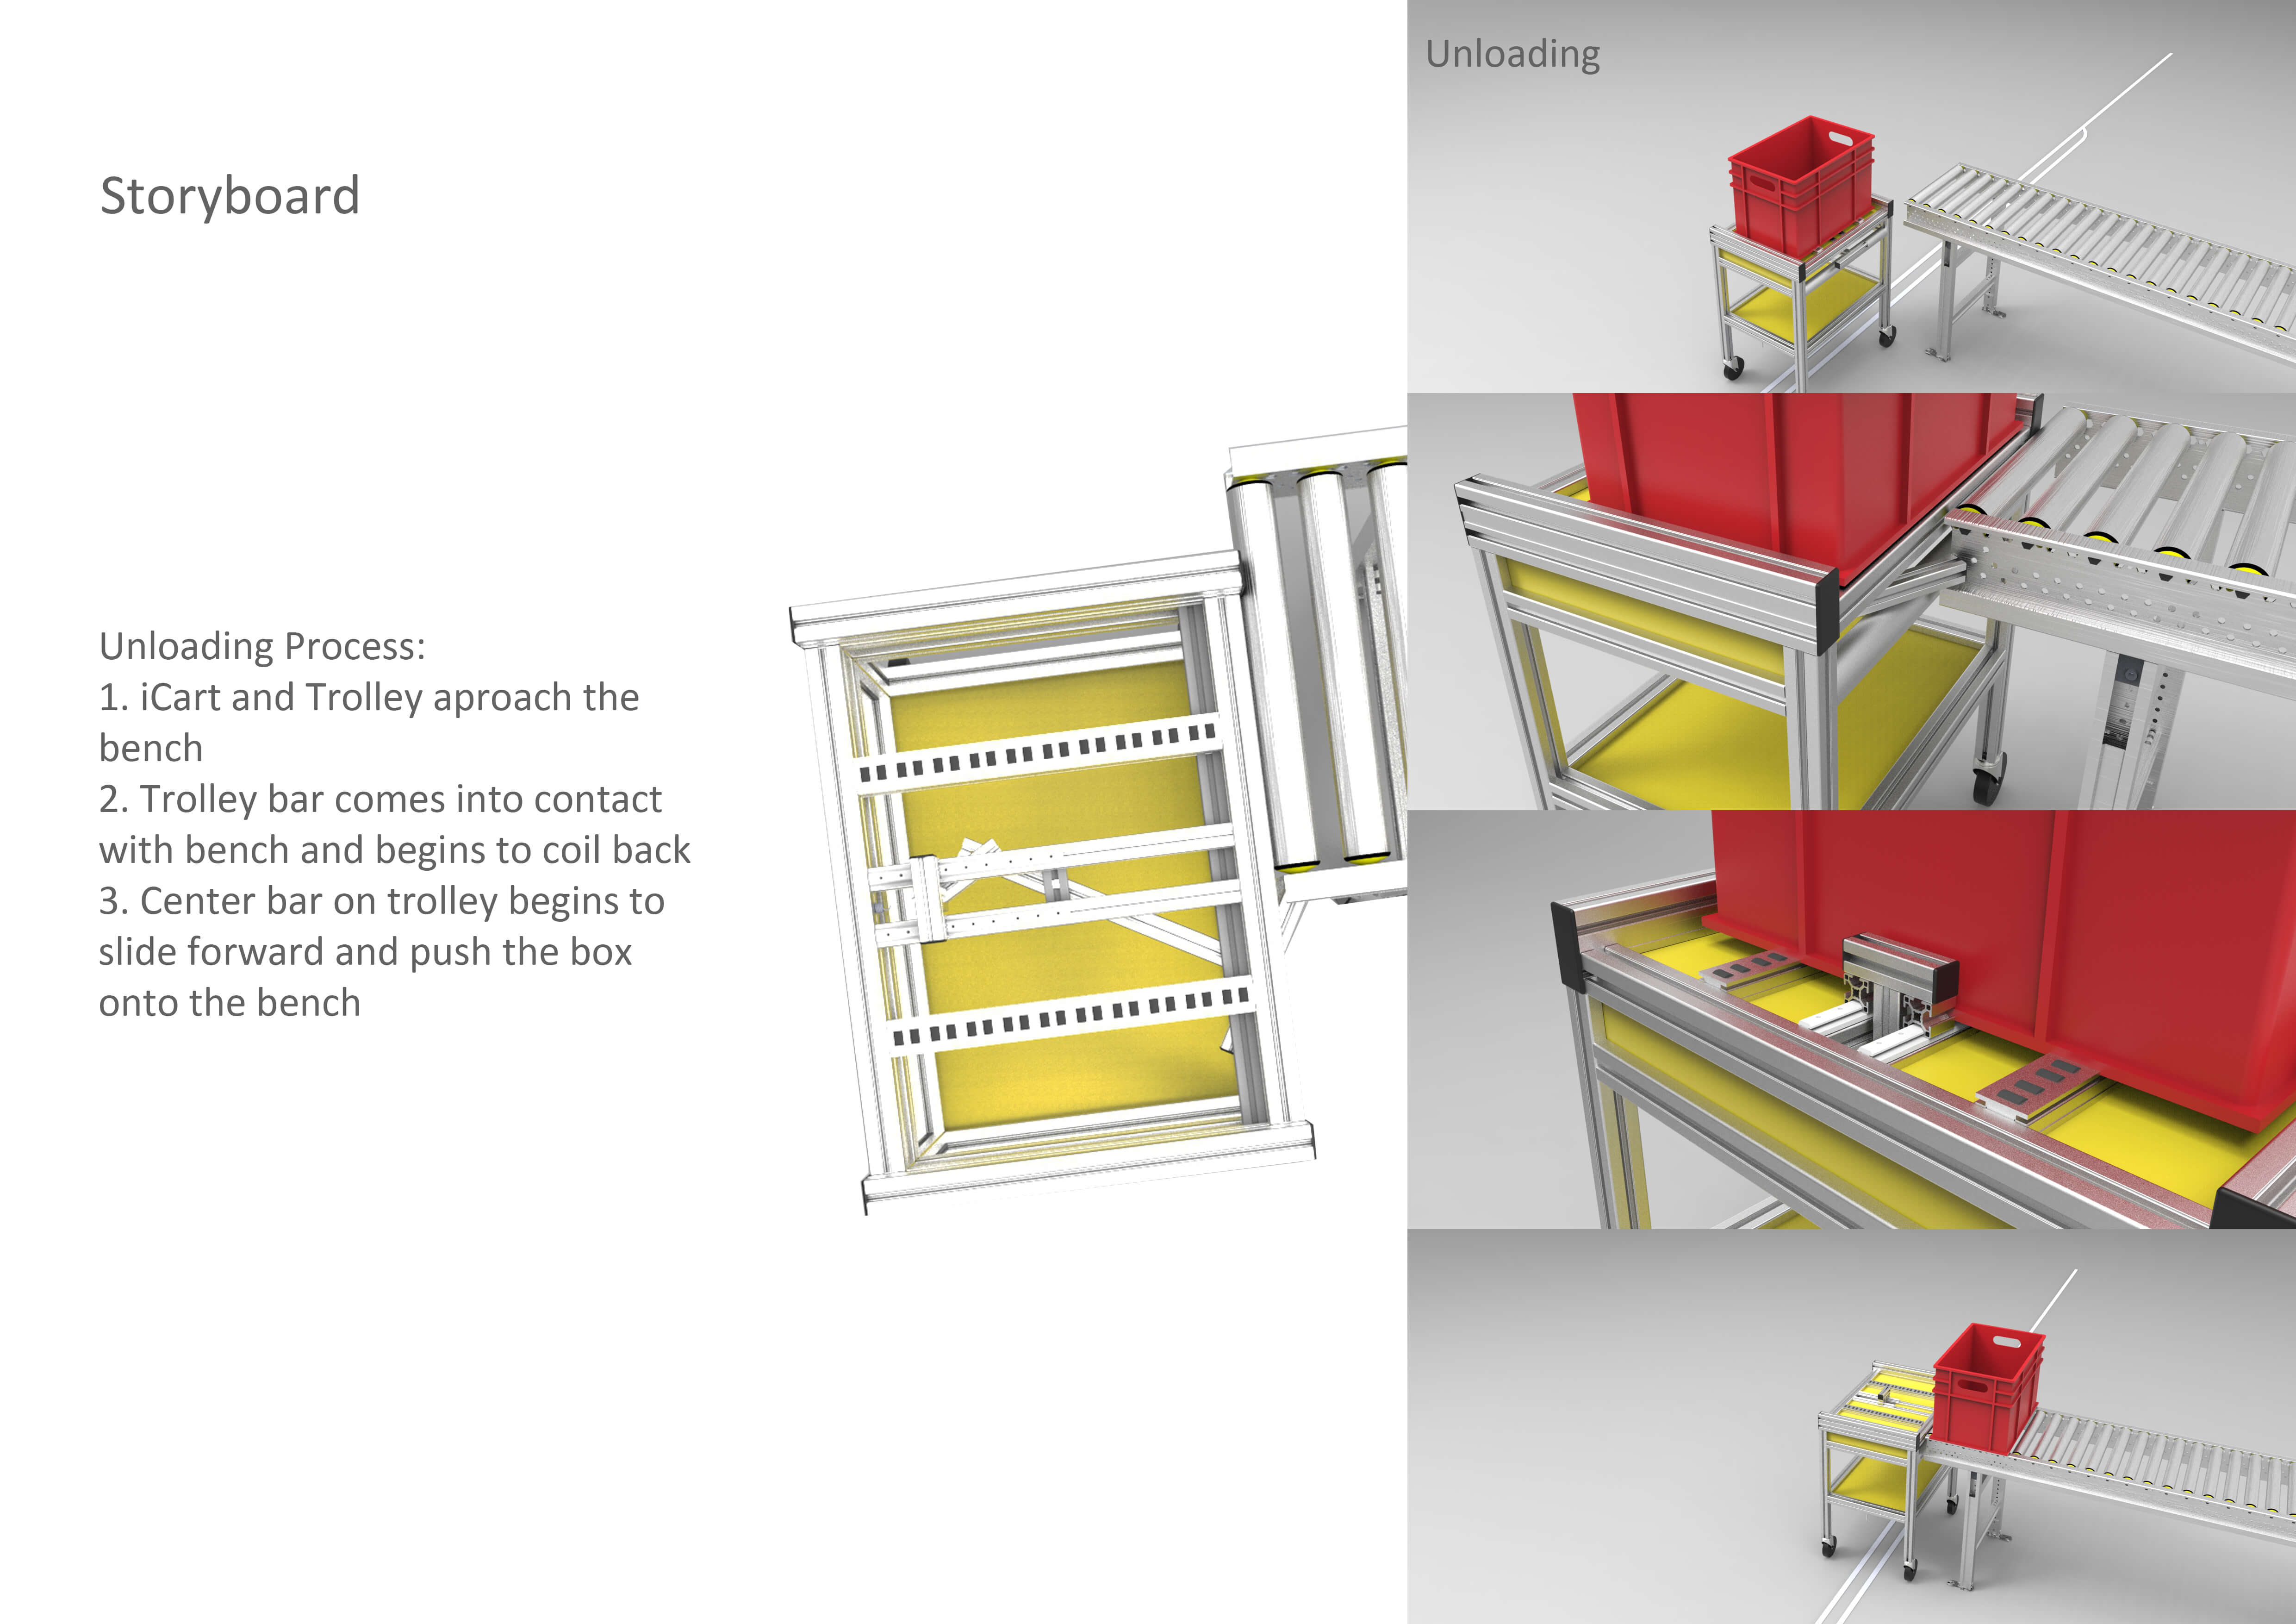 Unloading
Storyboard
Unloading Process:
1. iCart and Trolley aproach the
bench
2. Trolley bar comes into contact
with bench and begins to coil back
3. Center bar on trolley begins to
slide forward and push the box
onto the bench